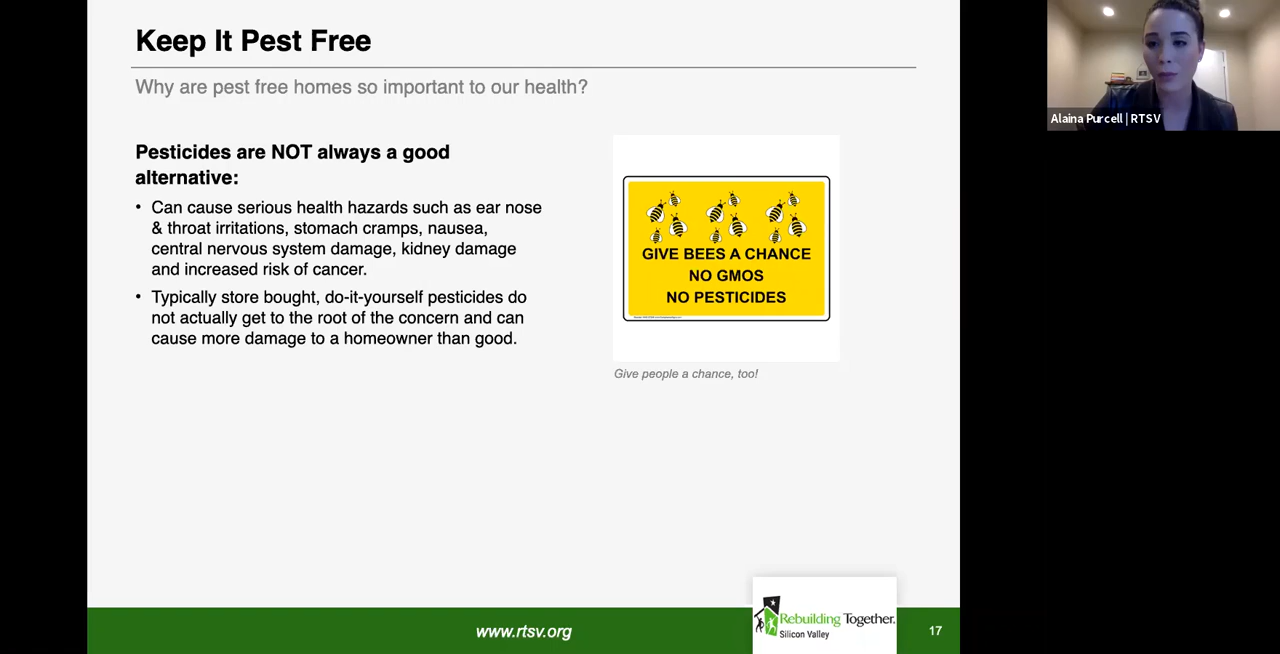 Keep It Pest Free
Why are pest free homes so important to our health?
Pesticides are NOT always a good
alternative:
• Can cause serious health hazards such as ear nose
& throat irritations, stomach cramps, nausea,
central nervous system damage, kidney damage
and increased risk of cancer.
• Typically store bought, do-it-yourself pesticides do
not actually get to the root of the concern and can
cause more damage to a homeowner than good.
GIVE BEES A CHANCE
NO GMOS
NO PESTICIDES
Give people a chance, too!
www.rtsv.org
Rebuilding Together.
Silicon Valley
17
Alaina Purcell | RTSV